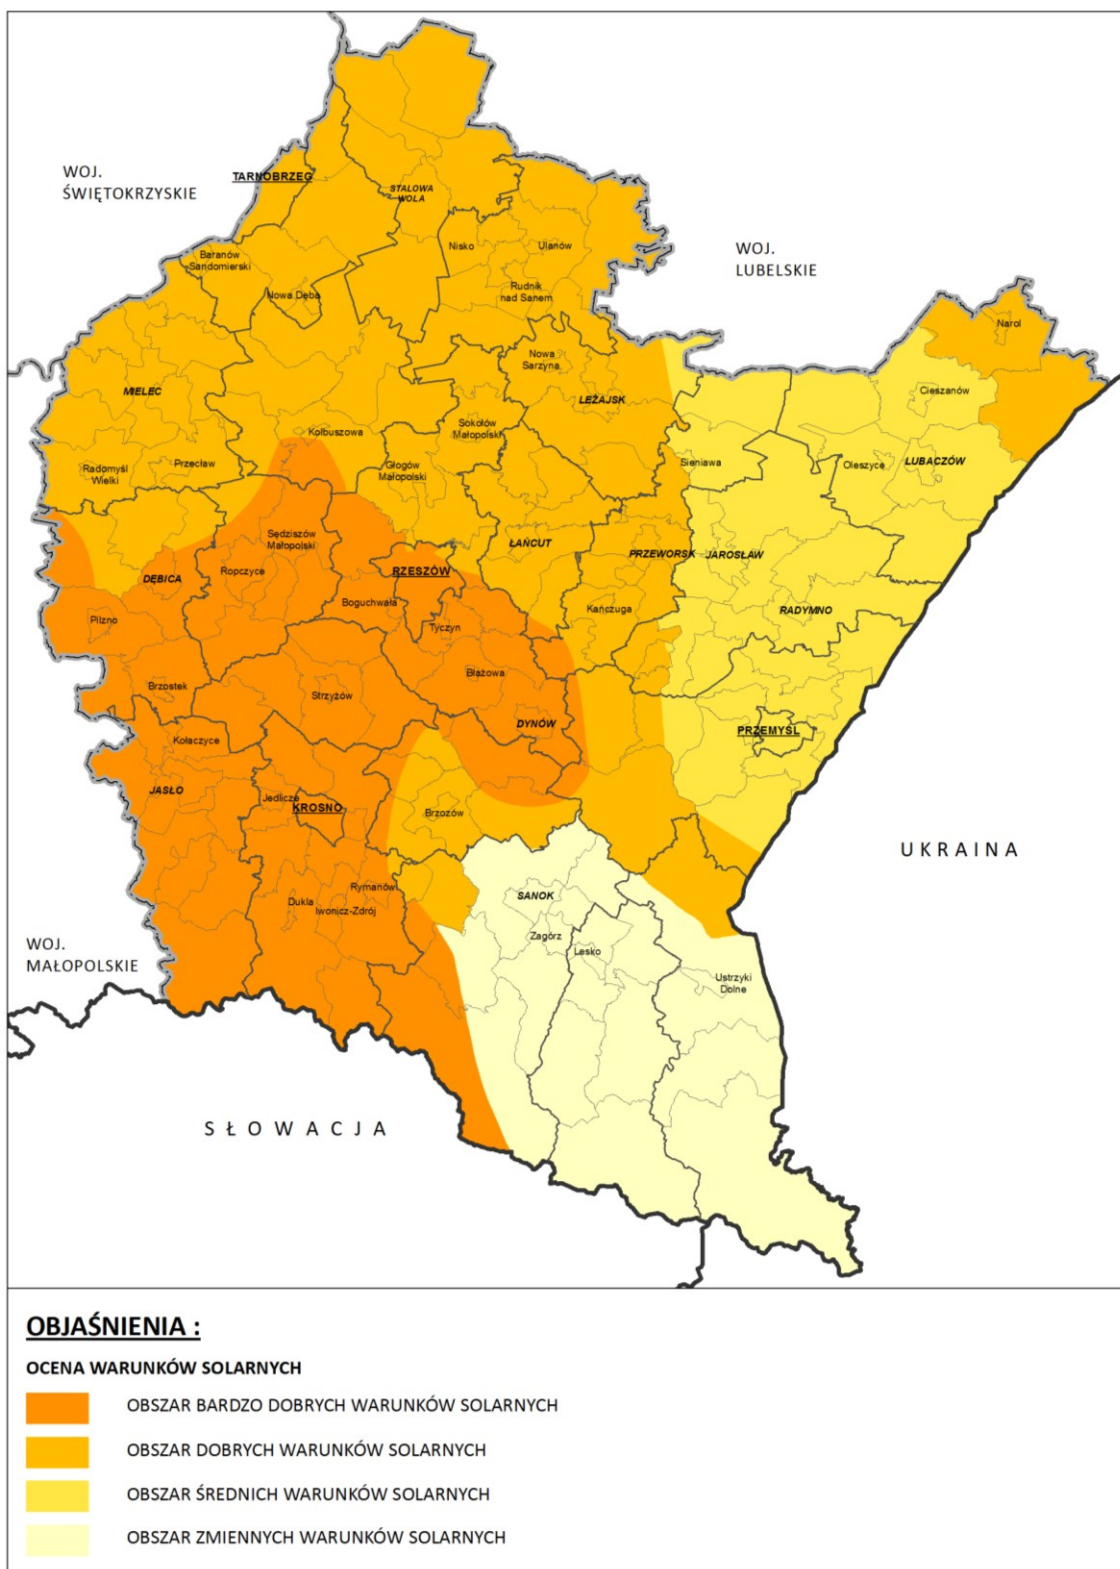 WOJ.
ŚWIĘTOKRZYSKIE
TARNOBRZEG
STALOWA
WOLA
Nisko
Ulanów
WOJ.
LUBELSKIE
Baranów
Sandomierski
Nowa Dęba
Rudnik
nad Sanem
Narol
Nowa
Sarzyna
MIELEC
LEŻAJSK
Cieszanów
Kolbuszowa
Sokołów
Małopolski
Radomyśl
Wielki
Przecław
Głogów
Małopolski
Sieniawa
Oleszyce
LUBACZÓW
Sędziszów
Małopolski
ŁAŃCUT
PRZEWORSK
JAROSŁAW
DĘBICA
Ropczyce
RZESZÓW
Boguchwała
Kańczuga
RADYMNO
Pilzno
Tyczyn
Błażowa
Brzostek
Strzyżów
DYNÓW
PRZEMYŚL
Kołaczyce
JASŁO
Jedlicze
KROSNO
Brzozów
UKRAINA
Rymanów
Dukla
Iwonicz-Zdrój
SANOK
Zagórz
Lesko
WOJ.
MAŁOPOLSKIE
Ustrzyki
Dolne
SŁOWACJA
OBJAŚNIENIA :
OCENA WARUNKÓW SOLARNYCH
OBSZAR BARDZO DOBRYCH WARUNKÓW SOLARNYCH
OBSZAR DOBRYCH WARUNKÓW SOLARNYCH
OBSZAR ŚREDNICH WARUNKÓW SOLARNYCH
OBSZAR ZMIENNYCH WARUNKÓW SOLARNYCH